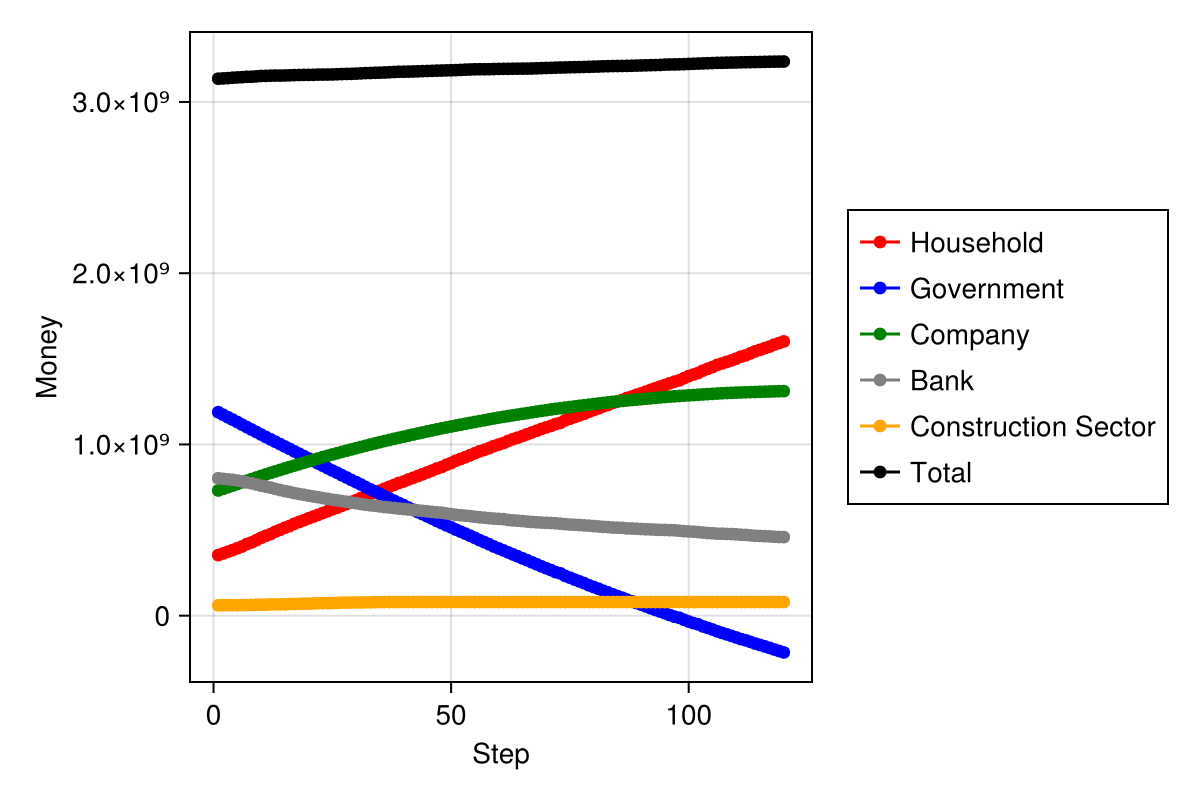 3.0×10⁹
2.0×10⁹
1.0×10⁹
0
Money
0 50 100
Step
Household
Government
Company
Bank
Construction Sector
Total